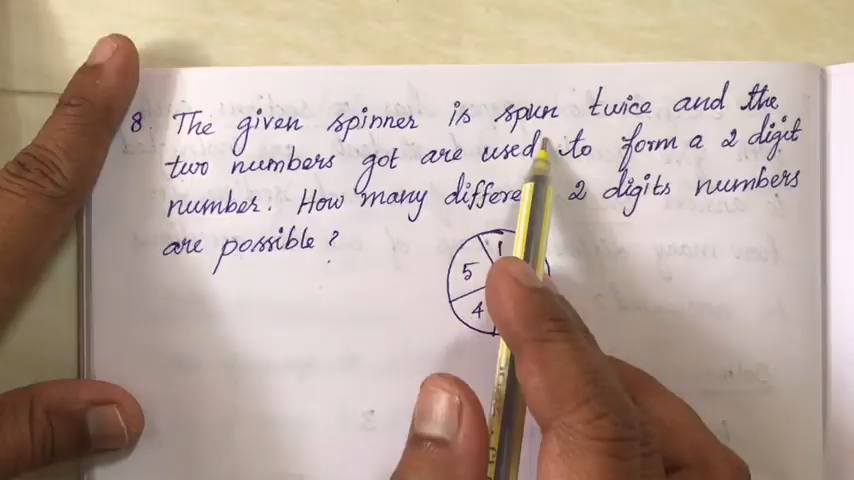 8. The given spinner is spun twice and the
two numbers got are used to form a 2 digit
number. How many differe 2 digits numbers
are possible?
1
5
4